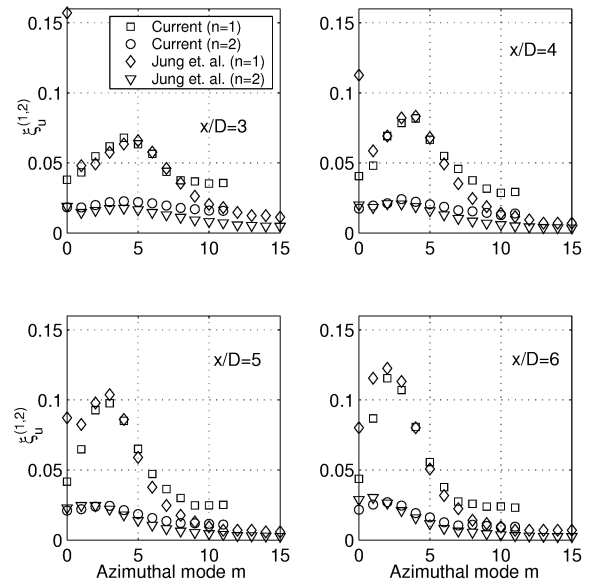 0.15
0.1
0.05
0
ξu(1,2)
Current (n=1)
Current (n=2)
Jung et. al. (n=1)
Jung et. al. (n=2)
x/D=3
0 5 10 15
0.15
0.1
0.05
0
x/D=4
0 5 10 15
0.15
0.1
0.05
0
ξu(1,2)
x/D=5
0 5 10 15
Azimuthal mode m
0.15
0.1
0.05
0
x/D=6
0 5 10 15
Azimuthal mode m